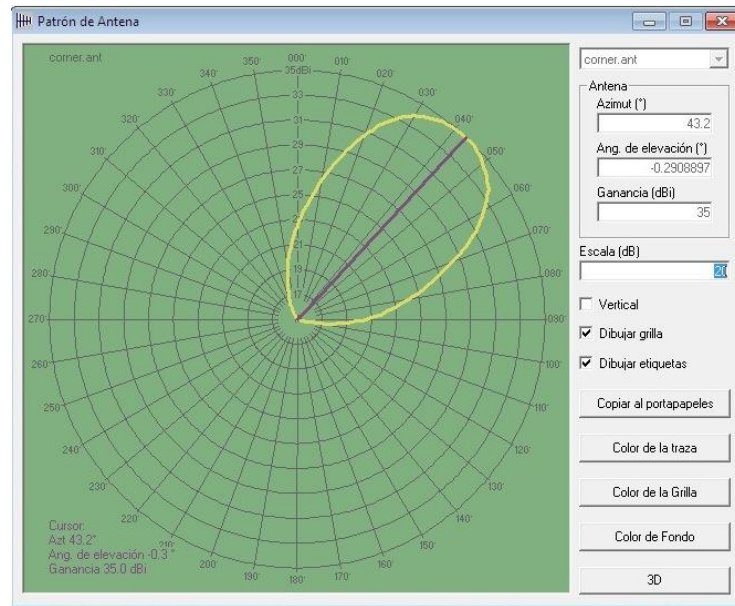 Patrón de Antena
corner.ant
000°
010°
020°
030°
040°
050°
060°
070°
080°
090°
100°
110°
120°
130°
140°
150°
160°
170°
180°
190°
200°
210°
220°
230°
240°
250°
260°
270°
280°
290°
300°
310°
320°
330°
340°
350°
35dBi
33
31
29
27
25
23
21
19
17
Cursor:
Azt 43.2°
Ang. de elevación -0.3 °
Ganancia 35.0 dBi
corner.ant
Antena
Azimut (°)
43.2
Ang. de elevación (°)
-0.2908897
Ganancia (dBi)
35
Escala (dB)
20
Vertical
Dibujar grilla
Dibujar etiquetas
Copiar al portapapeles
Color de la traza
Color de la Grilla
Color de Fondo
3D